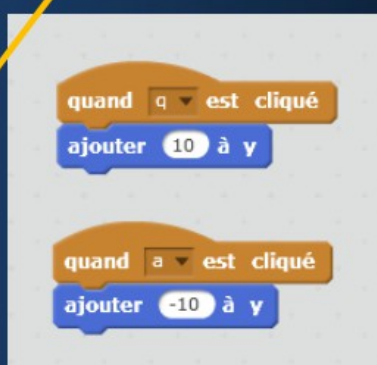 quand q est cliqué
ajouter 10 à y
quand a est cliqué
ajouter -10 à y